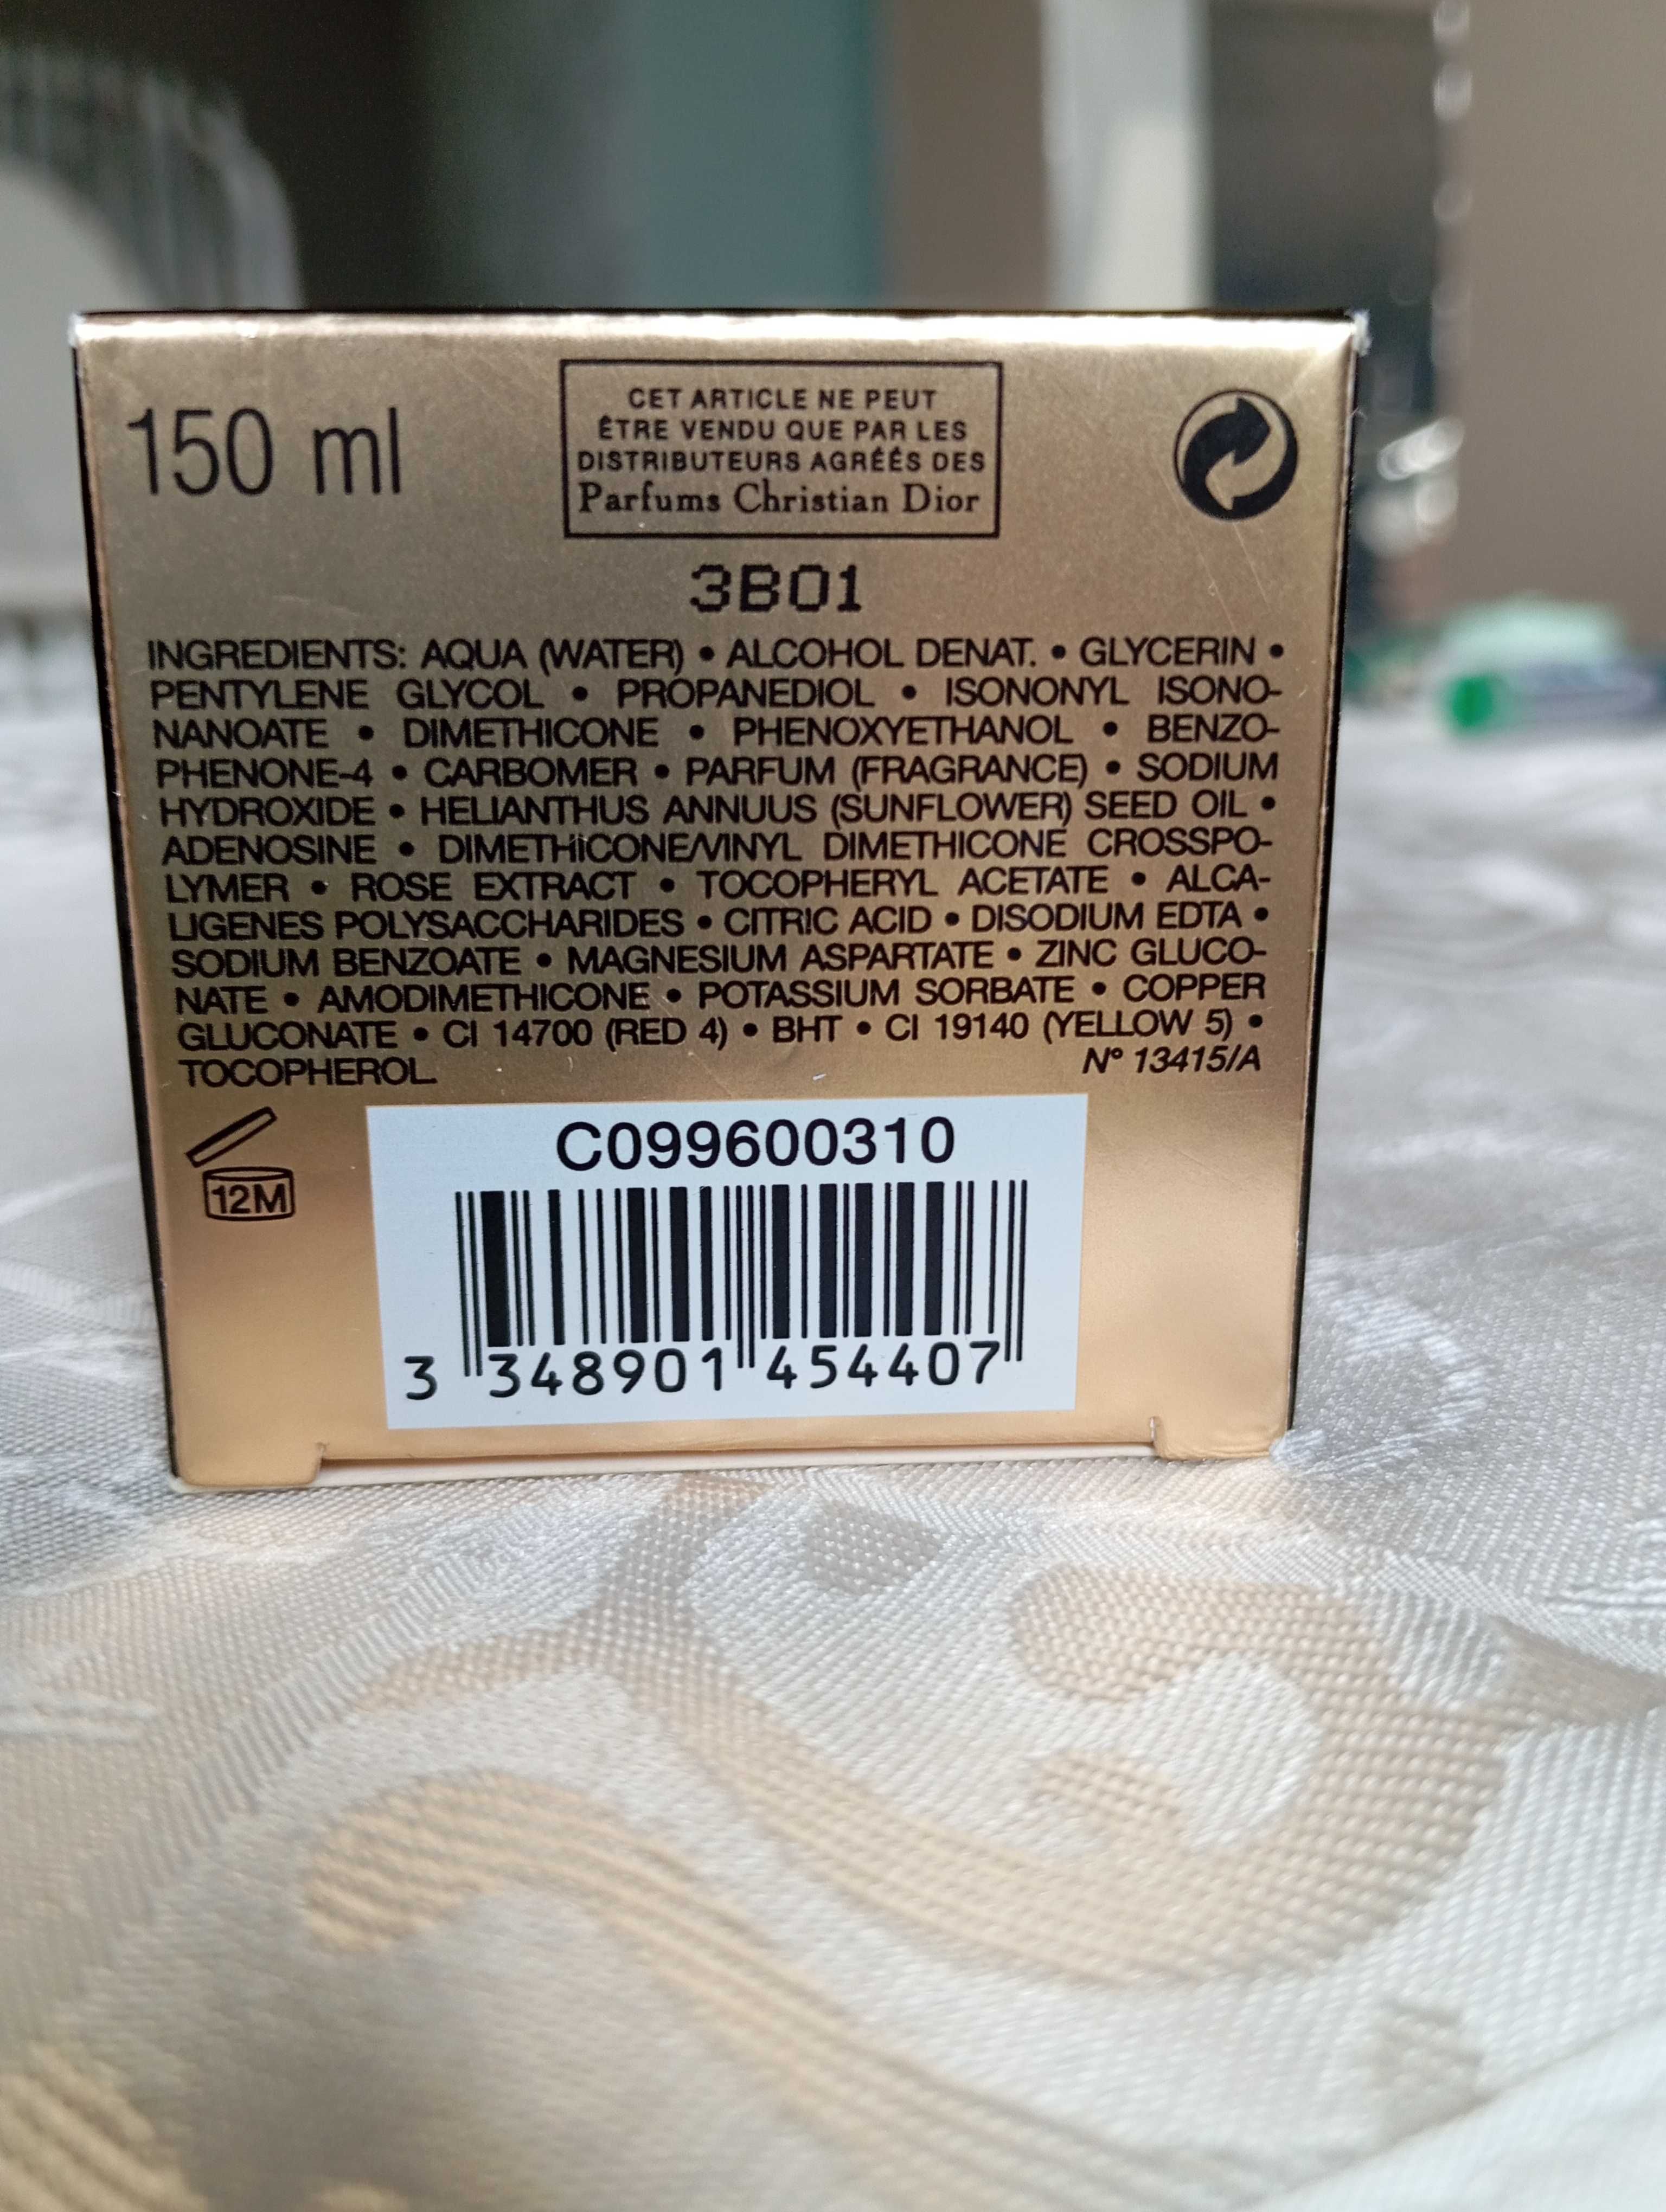 150 ml
CET ARTICLE NE PEUT
ÊTRE VENDU QUE PAR LES
DISTRIBUTEURS AGRÉÉS DES
Parfums Christian Dior
3B01
INGREDIENTS: AQUA (WATER) • ALCOHOL DENAT. • GLYCERIN •
PENTYLENE GLYCOL • PROPANEDIOL • ISONONYL ISONO-
NANOATE • DIMETHICONE • PHENOXYETHANOL • BENZO-
PHENONE-4 • CARBOMER • PARFUM (FRAGRANCE) • SODIUM
HYDROXIDE • HELIANTHUS ANNUUS (SUNFLOWER) SEED OIL •
ADENOSINE • DIMETHICONE/VINYL DIMETHICONE CROSSPO-
LYMER • ROSE EXTRACT • TOCOPHERYL ACETATE • ALCA-
LIGENES POLYSACCHARIDES • CITRIC ACID • DISODIUM EDTA •
SODIUM BENZOATE • MAGNESIUM ASPARTATE • ZINC GLUCO-
NATE • AMODIMETHICONE • POTASSIUM SORBATE • COPPER
GLUCONATE • CI 14700 (RED 4) • BHT • CI 19140 (YELLOW 5) •
TOCOPHEROL.
N° 13415/A
12M
C099600310
3 348901 454407